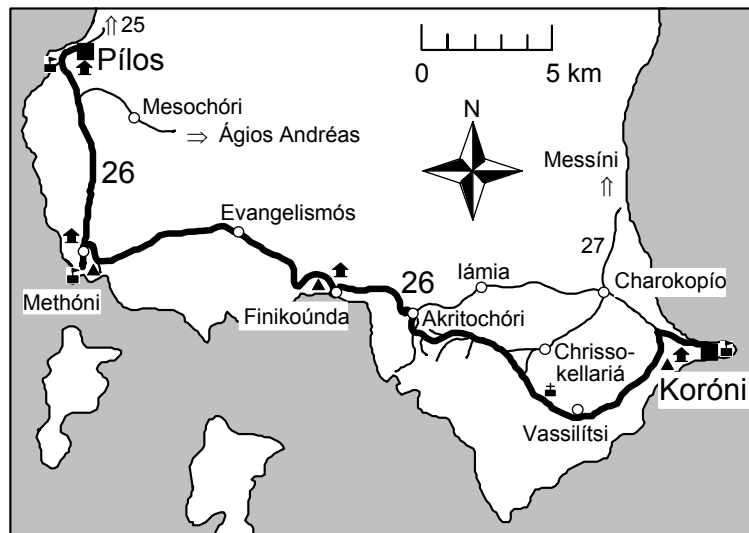 ⇑ 25
Pílos
0 5 km
Mesochóri
⇒ Ágios Andréas
N
Messíni
⇑
26
Evangelismós
27
26
Iámia
Charokopío
Methóni
Finikoúnda
Akritochóri
Chrisso-
kellariá
Koróni
Vassilítsi